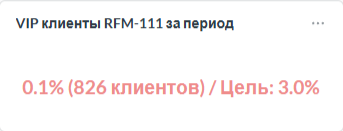 VIP клиенты RFM-111 за период
0.1% (826 клиентов) / Цель: 3.0%